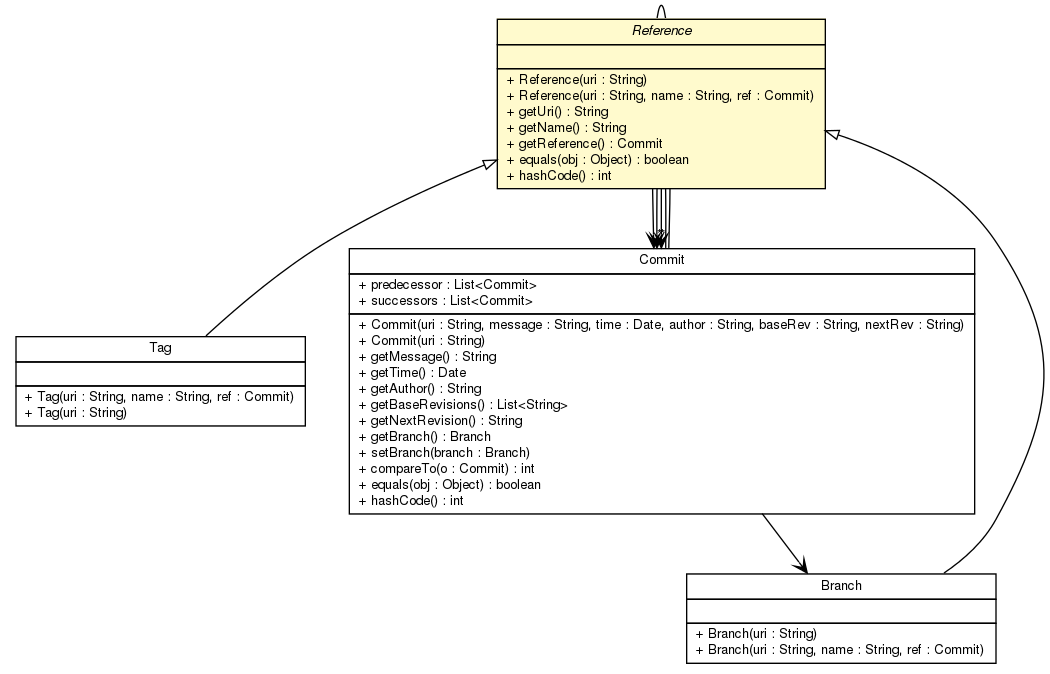 Reference
+ Reference(uri : String)
+ Reference(uri : String, name : String, ref : Commit)
+ getUri() : String
+ getName() : String
+ getReference() : Commit
+ equals(obj : Object) : boolean
+ hashCode() : int
Commit
+ predecessor : List<Commit>
+ successors : List<Commit>
+ Commit(uri : String, message : String, time : Date, author : String, baseRev : String, nextRev : String)
+ Commit(uri : String)
+ getMessage() : String
+ getTime() : Date
+ getAuthor() : String
+ getBaseRevisions() : List<String>
+ getNextRevision() : String
+ getBranch() : Branch
+ setBranch(branch : Branch)
+ compareTo(o : Commit) : int
+ equals(obj : Object) : boolean
+ hashCode() : int
Tag
+ Tag(uri : String, name : String, ref : Commit)
+ Tag(uri : String)
Branch
+ Branch(uri : String)
+ Branch(uri : String, name : String, ref : Commit)